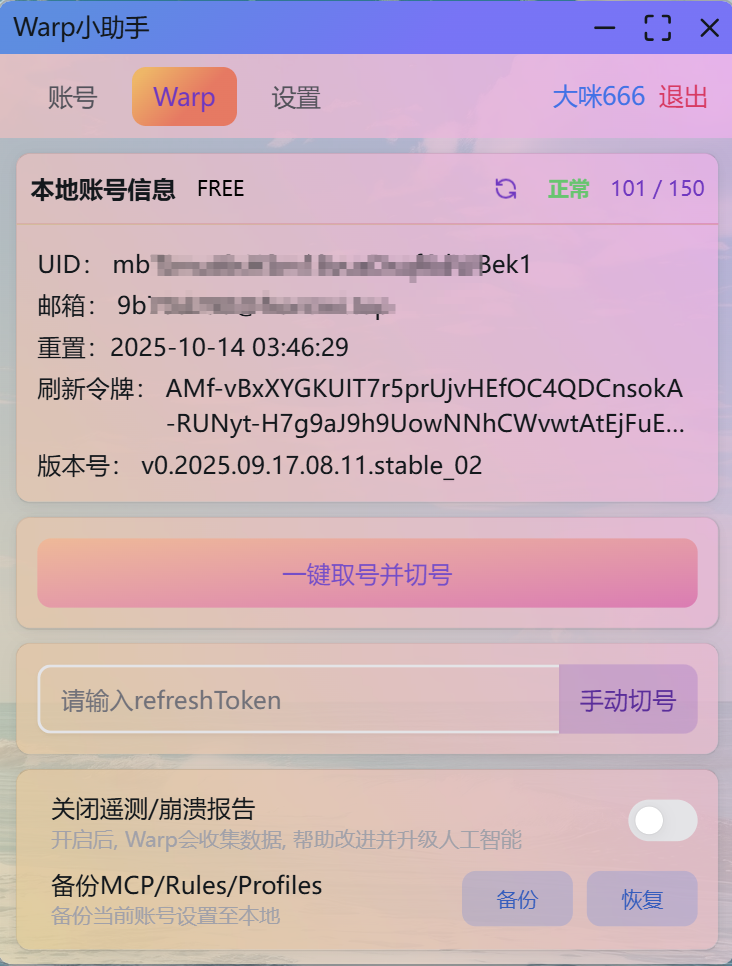 Warp小助手
账号 Warp 设置 大咪666 退出
本地账号信息 FREE 正常 101 / 150
UID： mb Bek1
邮箱： 9b
重置：2025-10-14 03:46:29
刷新令牌： AMf-vBxXYGKUIT7r5prUjvHEfOC4QDCnsokA
-RUNyt-H7g9aJ9h9UowNNhCWvwtAtEjFuE...
版本号： v0.2025.09.17.08.11.stable_02
一键取号并切号
请输入refreshToken 手动切号
关闭遥测/崩溃报告
开启后, Warp会收集数据, 帮助改进并升级人工智能
备份MCP/Rules/Profiles
备份当前账号设置至本地
备份 恢复